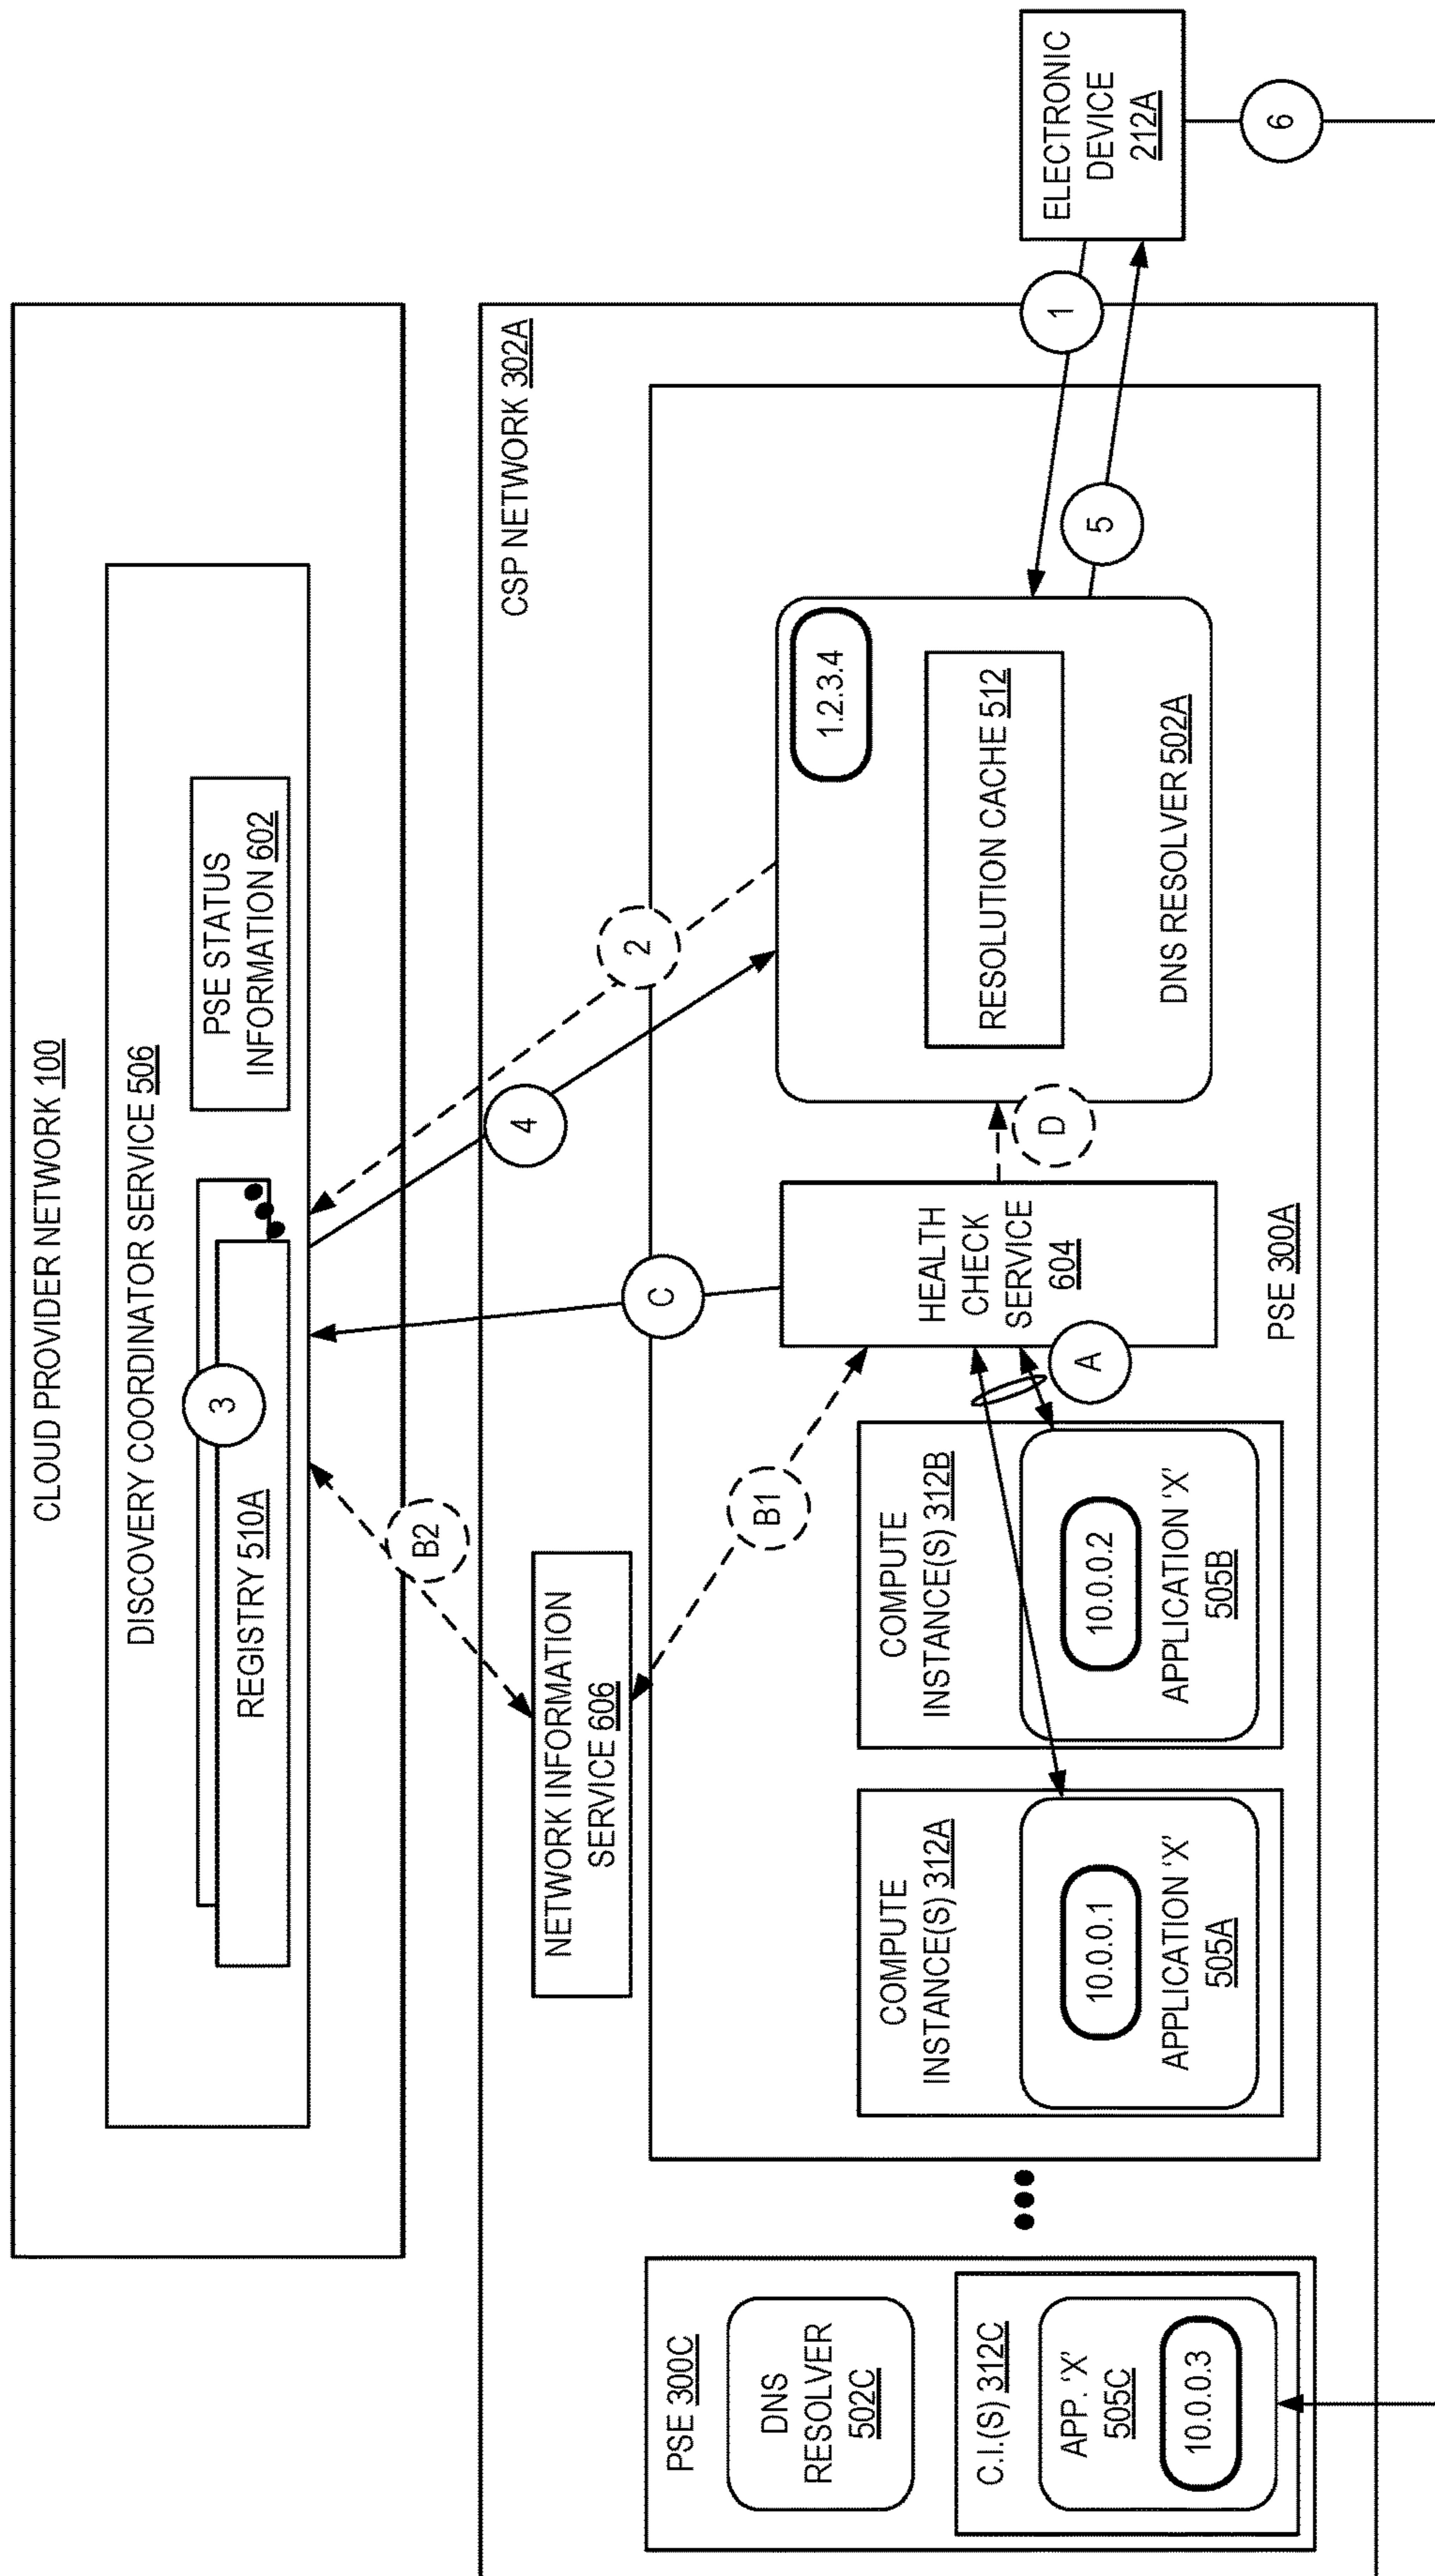 CLOUD PROVIDER NETWORK 100
DISCOVERY COORDINATOR SERVICE 506
REGISTRY 510A
3
PSE STATUS
INFORMATION 602
B2
C
4
2
CSP NETWORK 302A
NETWORK INFORMATION
SERVICE 606
B1
PSE 300C
DNS
RESOLVER
502C
C.I.(S) 312C
APP. ‘X’
505C
10.0.0.3
COMPUTE
INSTANCE(S) 312A
10.0.0.1
APPLICATION ‘X’
505A
COMPUTE
INSTANCE(S) 312B
10.0.0.2
APPLICATION ‘X’
505B
A
HEALTH
CHECK
SERVICE
604
D
PSE 300A
1.2.3.4
RESOLUTION CACHE 512
DNS RESOLVER 502A
5
1
ELECTRONIC
DEVICE
212A
6